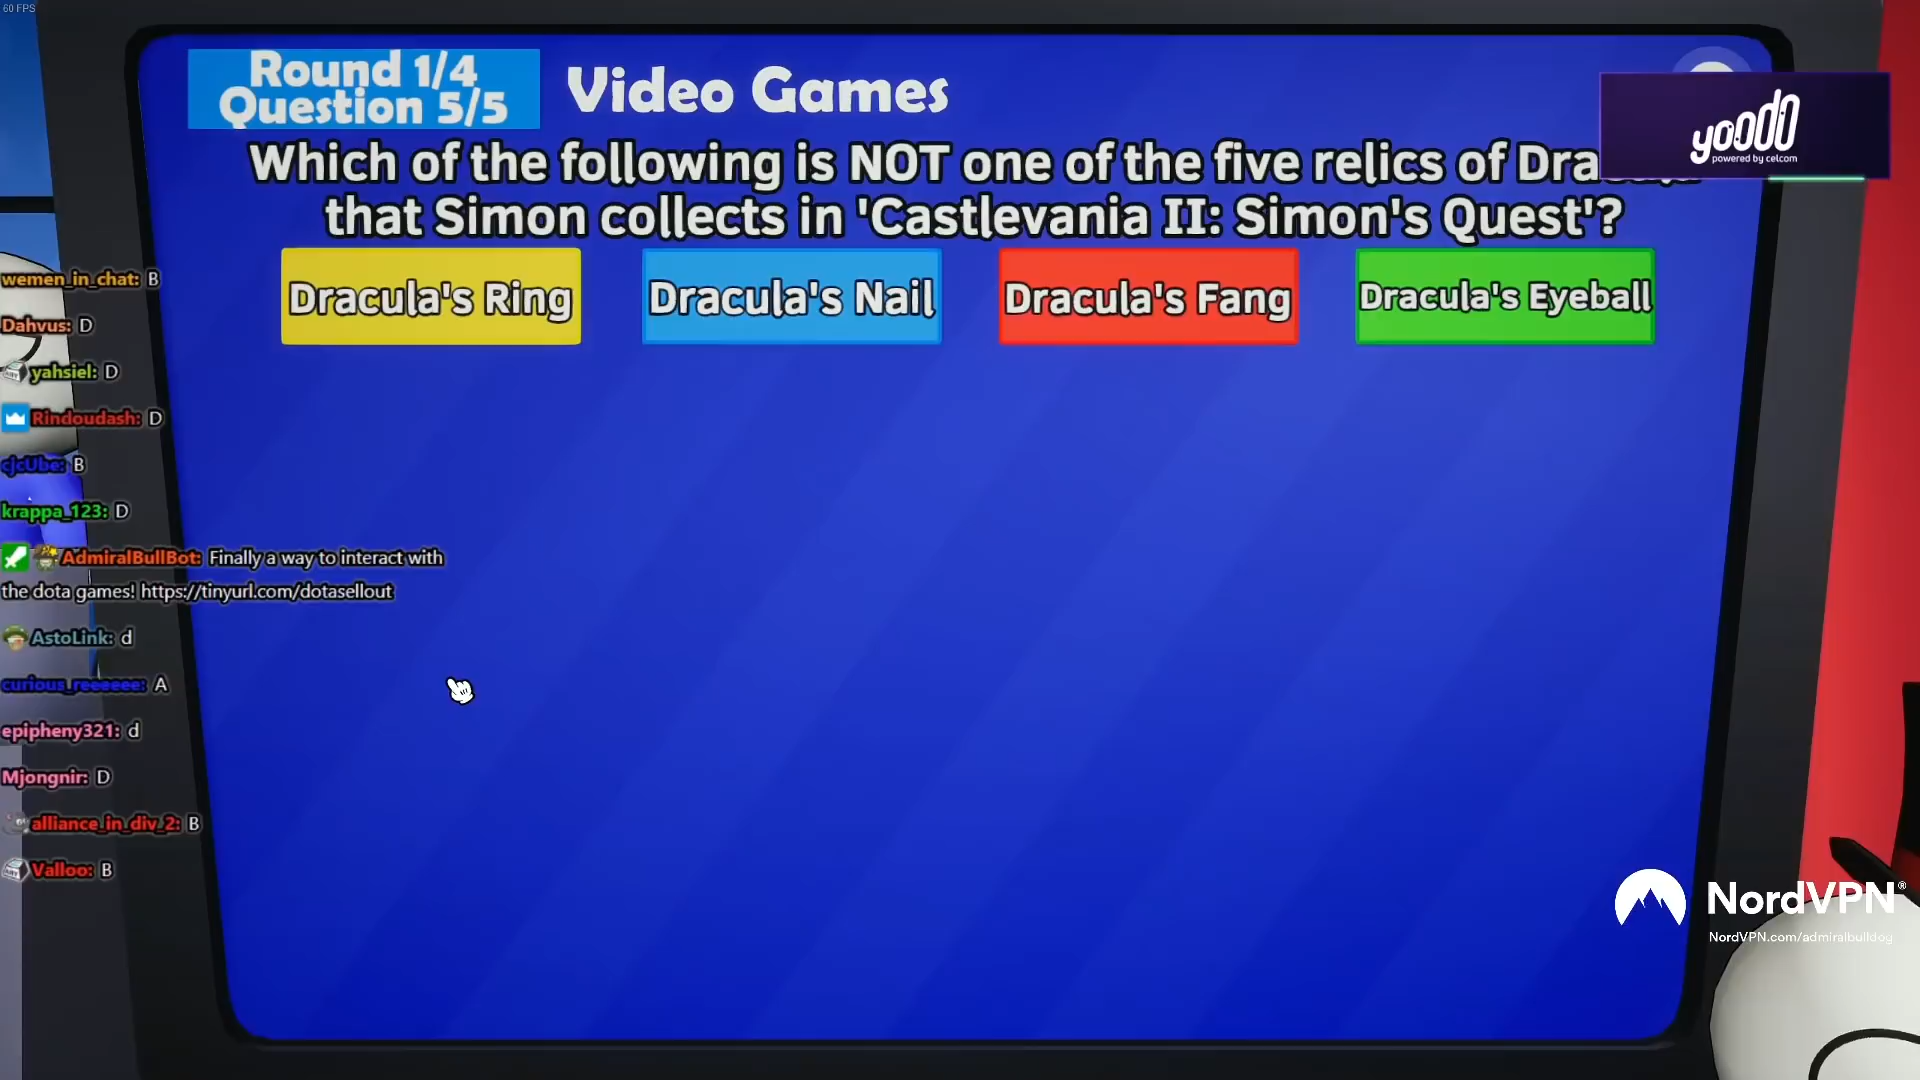 60 FPS
Round 1/4
Question 5/5
Video Games
yoodo
powered by celcom
Which of the following is NOT one of the five relics of
that Simon collects in 'Castlevania II: Simon's Quest'?
Dracula's Ring
Dracula's Nail
Dracula's Fang
Dracula's Eyeball
wemen_in_chat: B
Dahvus: D
yahsiel: D
Rindoudash: D
cjcUbe: B
krappa_123: D
AdmiralBullBot: Finally a way to interact with
the dota games! https://tinyurl.com/dotasellout
AstoLink: d
curious_reeeeee: A
epipheny321: d
Mjongnir: D
alliance_in_div_2: B
Valloo: B
NordVPN®
NordVPN.com/admiralbulldog